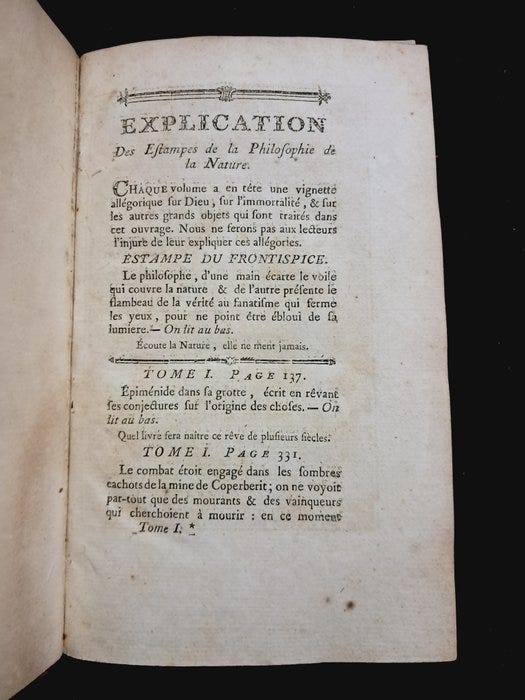 EXPLICATION
Des Estampes de la Philosophie de
la Nature.
CHAQUE volume a en tête une vignette
allégorique sur Dieu, sur l'immortalité, & sur
les autres grands objets qui sont traités dans
cet ouvrage. Nous ne ferons pas aux lecteurs
l'injure de leur expliquer ces allégories.
ESTAMPE DU FRONTISPICE.
Le philosophe, d'une main écarte le voile
qui couvre la nature & de l'autre présente le
flambeau de la vérité au fanatisme qui ferme
les yeux, pour ne point être ébloui de sa
lumiere. — On lit au bas.
Écoute la Nature, elle ne ment jamais.
TOME I. PAGE 137.
Épiménide dans sa grotte, écrit en rêvant
ses conjectures sur l'origine des choses. — On
lit au bas.
Quel livre fera naître ce rêve de plusieurs siècles.
TOME I. PAGE 331.
Le combat étoit engagé dans les sombres
cachots de la mine de Coperberit; on ne voyoit
par-tout que des mourants & des vainqueurs
qui cherchoient à mourir : en ce moment
Tome I. *